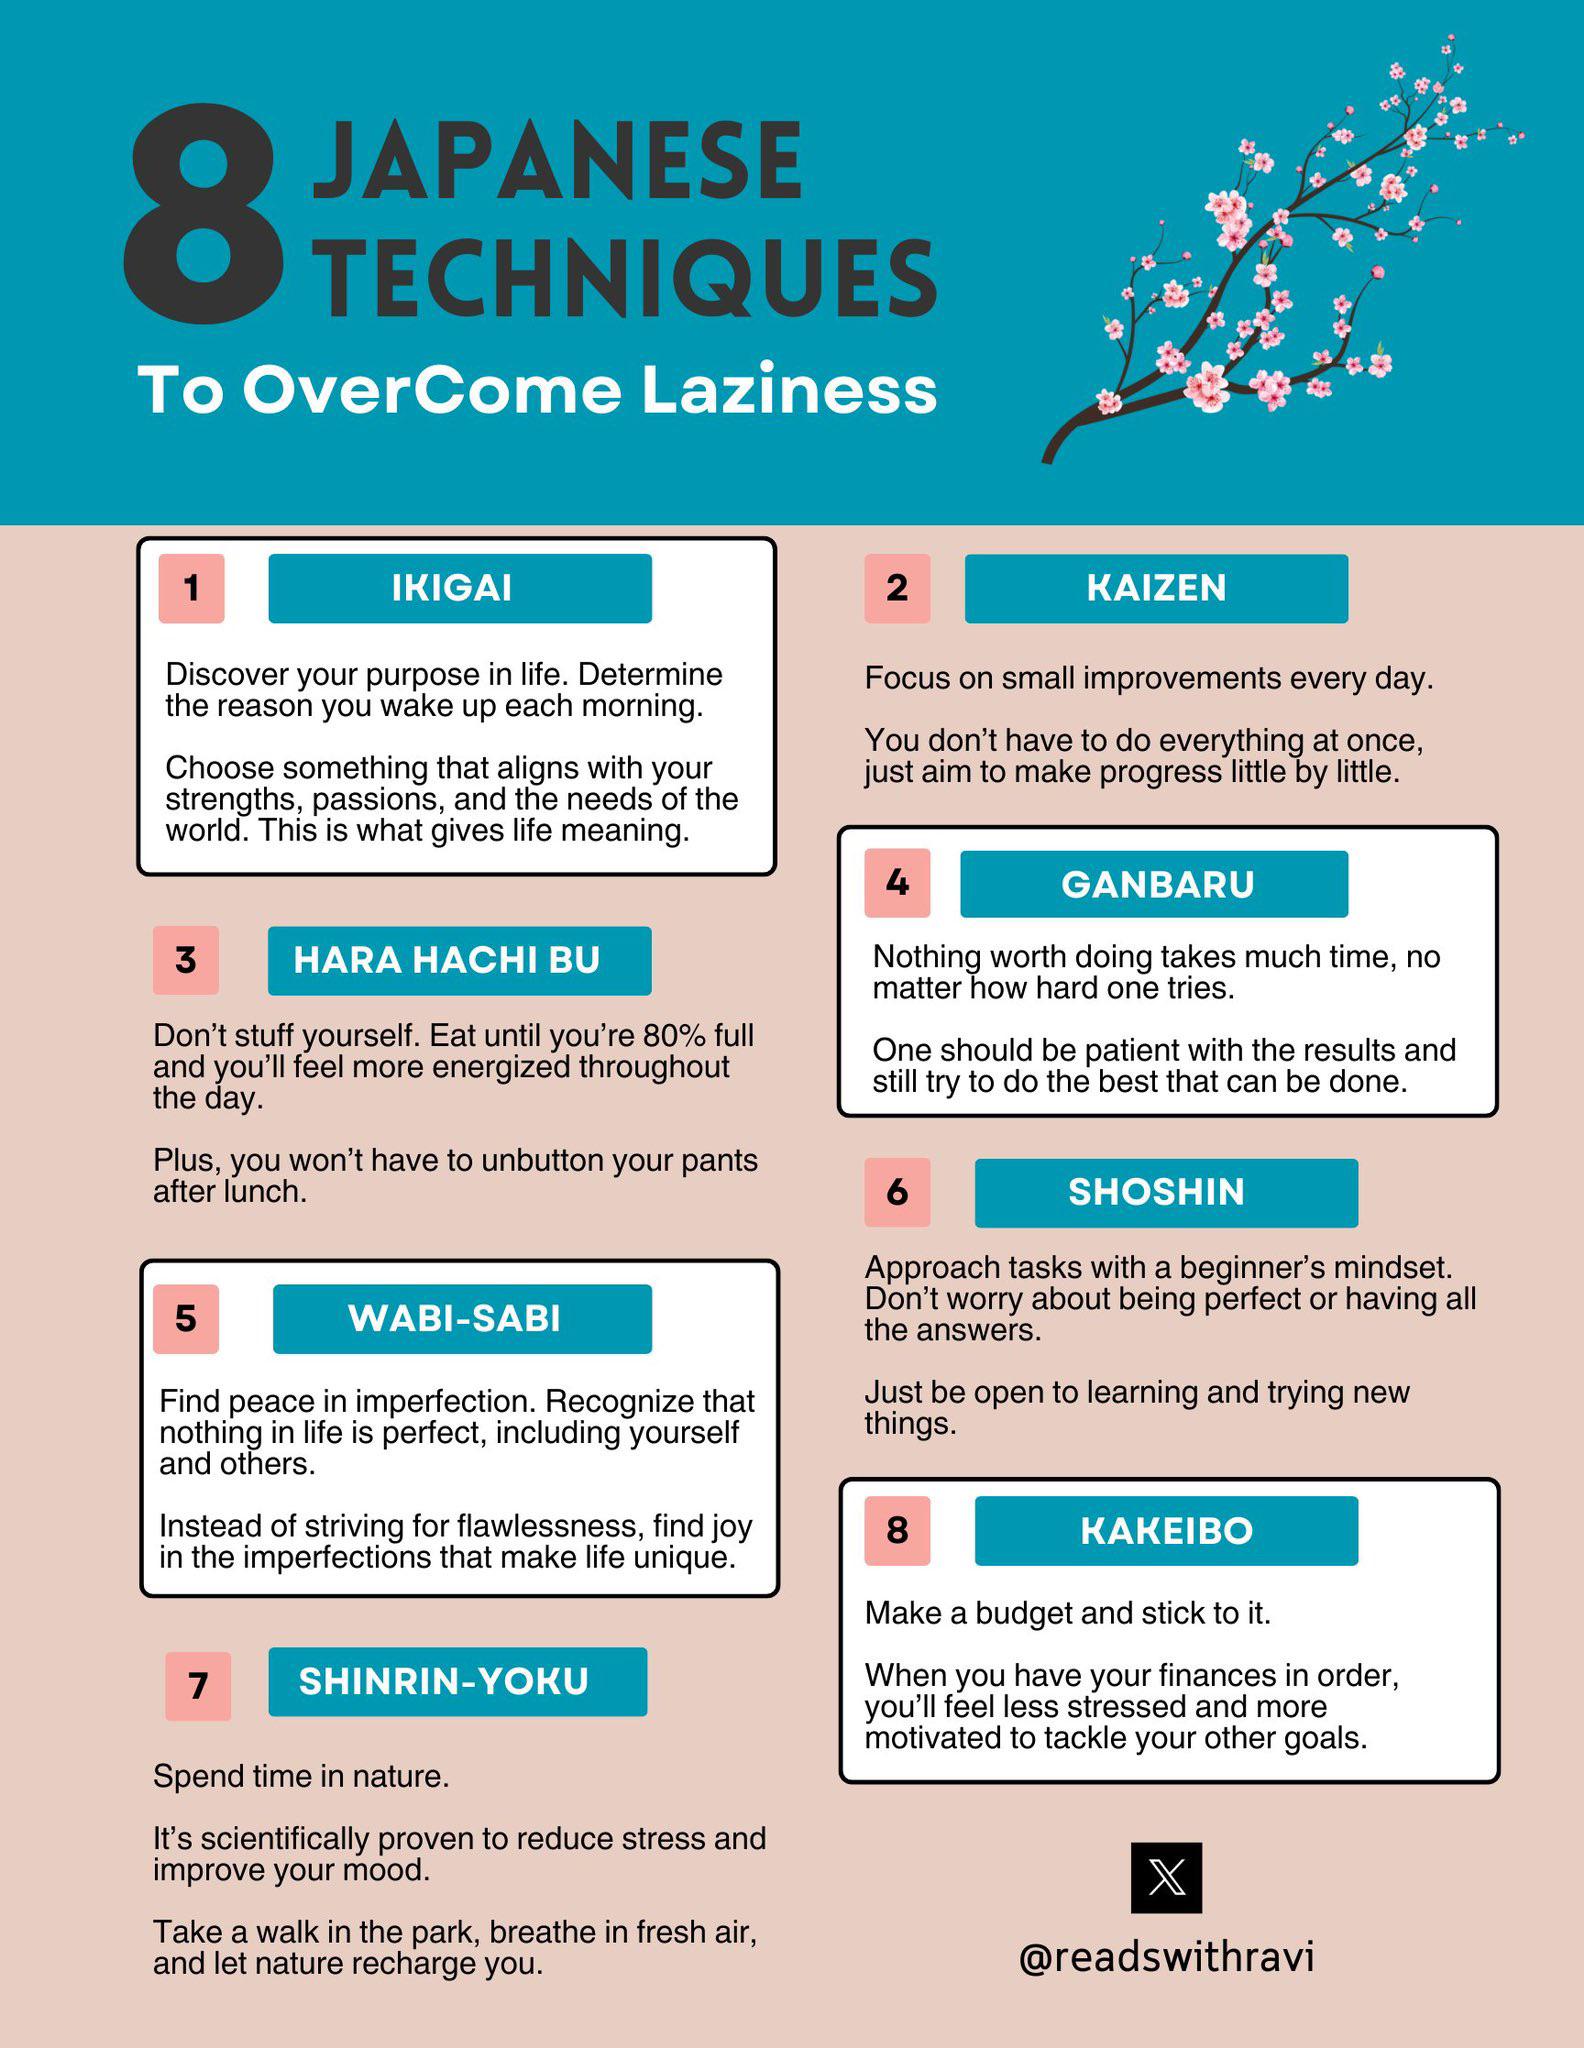 8 JAPANESE
TECHNIQUES
To OverCome Laziness
1 IKIGAI
Discover your purpose in life. Determine
the reason you wake up each morning.
Choose something that aligns with your
strengths, passions, and the needs of the
world. This is what gives life meaning.
2 KAIZEN
Focus on small improvements every day.
You don't have to do everything at once,
just aim to make progress little by little.
3 HARA HACHI BU
Don't stuff yourself. Eat until you're 80% full
and you'll feel more energized throughout
the day.
Plus, you won't have to unbutton your pants
after lunch.
4 GANBARU
Nothing worth doing takes much time, no
matter how hard one tries.
One should be patient with the results and
still try to do the best that can be done.
5 WABI-SABI
Find peace in imperfection. Recognize that
nothing in life is perfect, including yourself
and others.
Instead of striving for flawlessness, find joy
in the imperfections that make life unique.
6 SHOSHIN
Approach tasks with a beginner's mindset.
Don't worry about being perfect or having all
the answers.
Just be open to learning and trying new
things.
7 SHINRIN-YOKU
Spend time in nature.
It's scientifically proven to reduce stress and
improve your mood.
Take a walk in the park, breathe in fresh air,
and let nature recharge you.
8 KAKEIBO
Make a budget and stick to it.
When you have your finances in order,
you'll feel less stressed and more
motivated to tackle your other goals.
X
@readswithravi